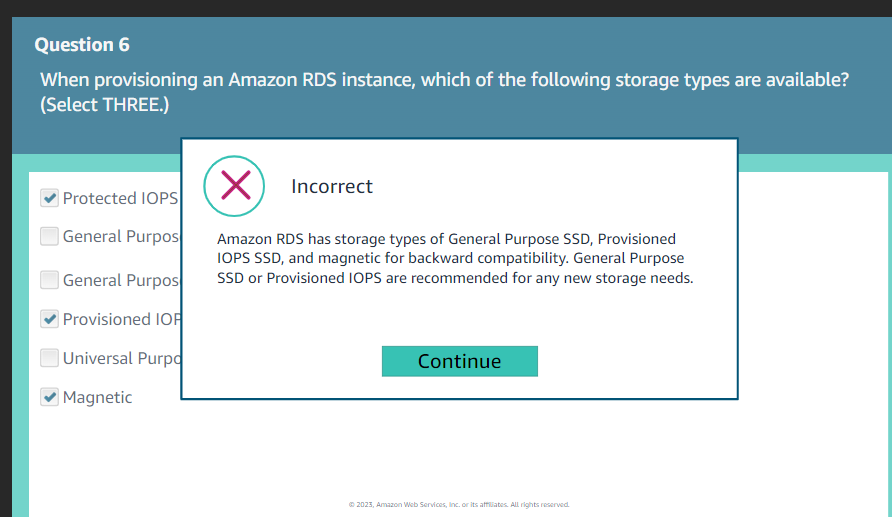 Question 6
When provisioning an Amazon RDS instance, which of the following storage types are available?
(Select THREE.)
Incorrect
Protected IOPS
General Purpos
General Purpos
Provisioned IOP
Universal Purpo
Magnetic
Amazon RDS has storage types of General Purpose SSD, Provisioned
IOPS SSD, and magnetic for backward compatibility. General Purpose
SSD or Provisioned IOPS are recommended for any new storage needs.
Continue
© 2023, Amazon Web Services, Inc. or its affiliates. All rights reserved.